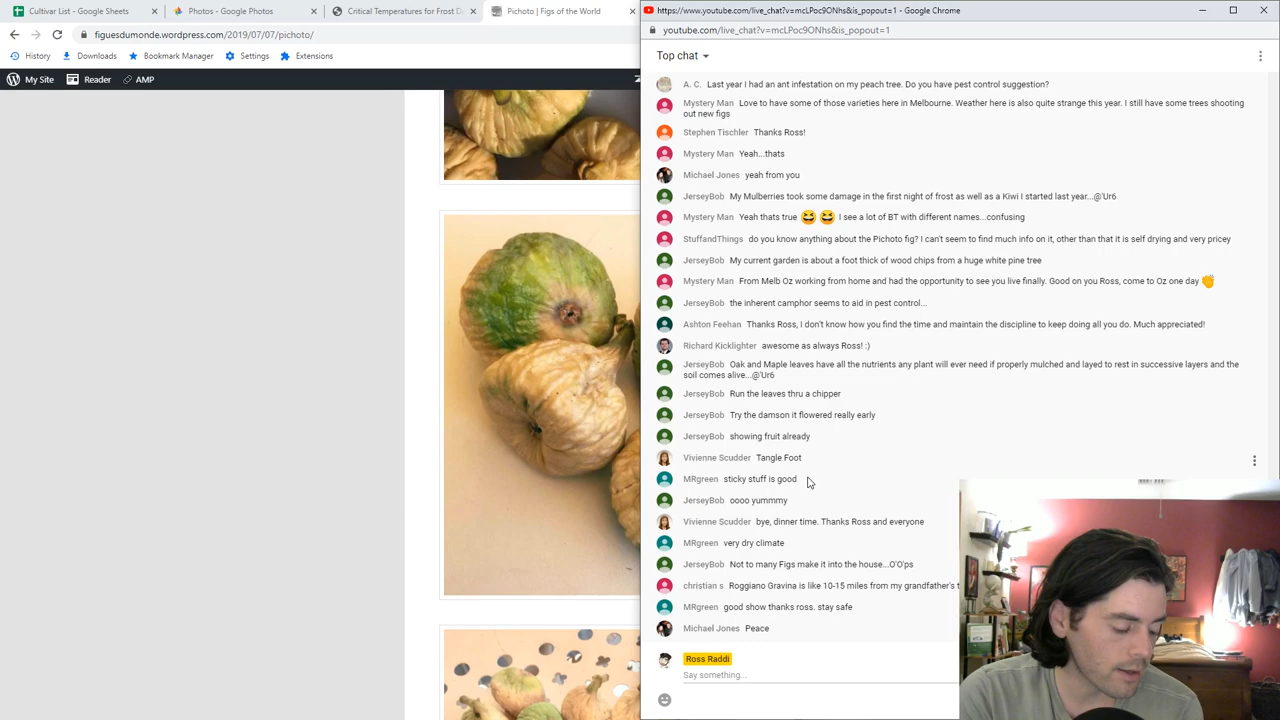 Cultivar List - Google Sheets
Photos - Google Photos
Critical Temperatures for Frost D
Pichoto | Figs of the World
figuesdumonde.wordpress.com/2019/07/07/pichoto/
History Downloads Bookmark Manager Settings Extensions
My Site Reader AMP
https://www.youtube.com/live_chat?v=mcLPoc9ONhs&is_popout=1 - Google Chrome
youtube.com/live_chat?v=mcLPoc9ONhs&is_popout=1
Top chat
A. C. Last year I had an ant infestation on my peach tree. Do you have pest control suggestion?
Mystery Man Love to have some of those varieties here in Melbourne. Weather here is also quite strange this year. I still have some trees shooting
out new figs
Stephen Tischler Thanks Ross!
Mystery Man Yeah...thats
Michael Jones yeah from you
JerseyBob My Mulberries took some damage in the first night of frost as well as a Kiwi I started last year...@'Ur6
Mystery Man Yeah thats true 😆 😆 I see a lot of BT with different names...confusing
StuffandThings do you know anything about the Pichoto fig? I can't seem to find much info on it, other than that it is self drying and very pricey
JerseyBob My current garden is about a foot thick of wood chips from a huge white pine tree
Mystery Man From Melb Oz working from home and had the opportunity to see you live finally. Good on you Ross, come to Oz one day 👏
JerseyBob the inherent camphor seems to aid in pest control...
Ashton Feehan Thanks Ross, I don't know how you find the time and maintain the discipline to keep doing all you do. Much appreciated!
Richard Kicklighter awesome as always Ross! :)
JerseyBob Oak and Maple leaves have all the nutrients any plant will ever need if properly mulched and layed to rest in successive layers and the
soil comes alive...@'Ur6
JerseyBob Run the leaves thru a chipper
JerseyBob Try the damson it flowered really early
JerseyBob showing fruit already
Vivienne Scudder Tangle Foot
MRgreen sticky stuff is good
JerseyBob oooo yummmy
Vivienne Scudder bye, dinner time. Thanks Ross and everyone
MRgreen very dry climate
JerseyBob Not to many Figs make it into the house...O'O'ps
christian s Roggiano Gravina is like 10-15 miles from my grandfather's
MRgreen good show thanks ross. stay safe
Michael Jones Peace
Ross Raddi
Say something...